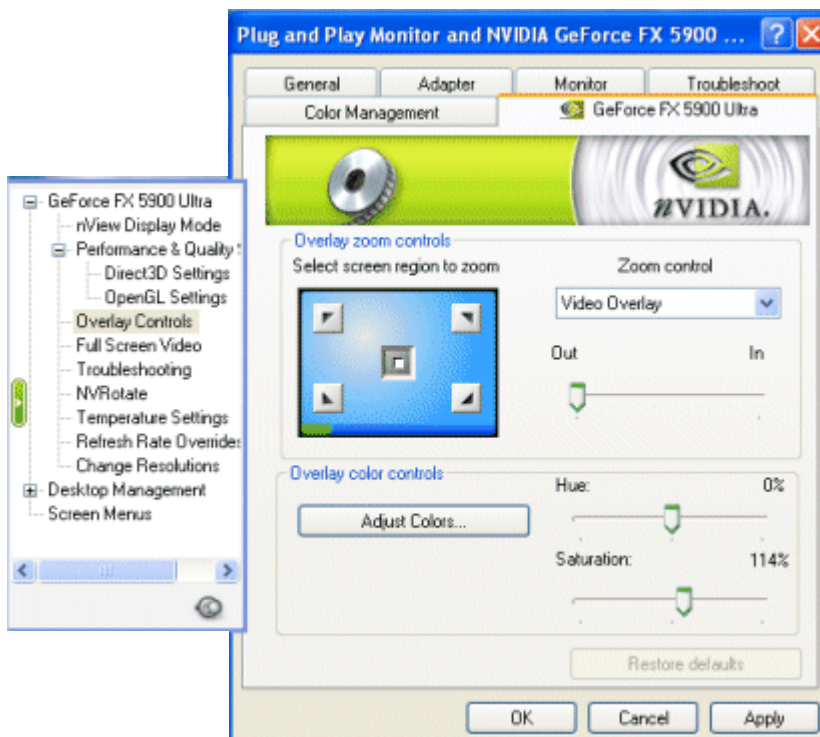 Plug and Play Monitor and NVIDIA GeForce FX 5900 ...
General Adapter Monitor Troubleshoot
Color Management GeForce FX 5900 Ultra
nVIDIA.
GeForce FX 5900 Ultra
nView Display Mode
Performance & Quality S
Direct3D Settings
OpenGL Settings
Overlay Controls
Full Screen Video
Troubleshooting
NVRotate
Temperature Settings
Refresh Rate Overrides
Change Resolutions
Desktop Management
Screen Menus
Overlay zoom controls
Select screen region to zoom
Zoom control
Video Overlay
Out In
Overlay color controls
Adjust Colors...
Hue: 0%
Saturation: 114%
Restore defaults
OK Cancel Apply